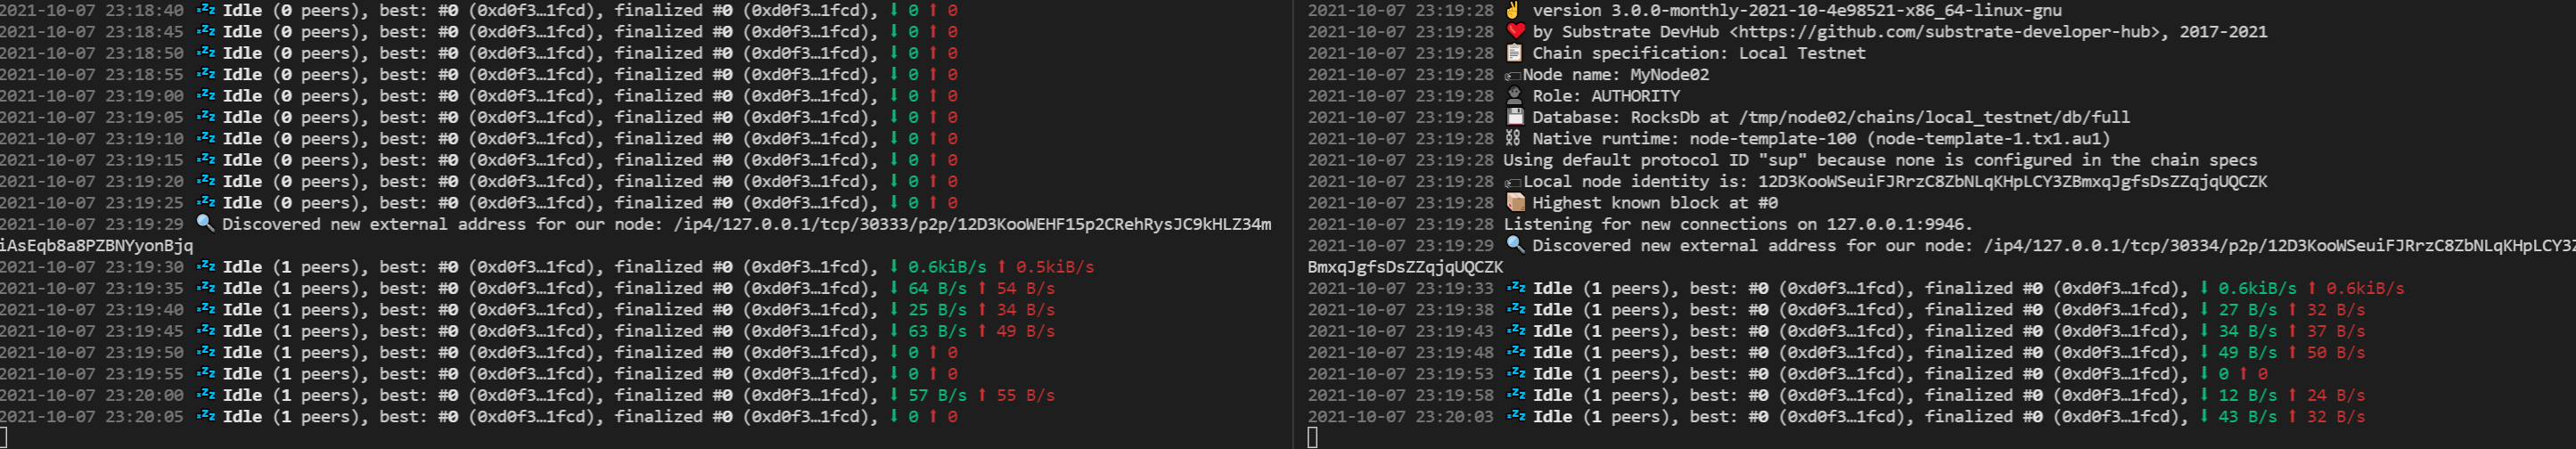 2021-10-07 23:18:40 💤 Idle (0 peers), best: #0 (0xd0f3…1fcd), finalized #0 (0xd0f3…1fcd), ⬇ 0 ⬆ 0
2021-10-07 23:18:45 💤 Idle (0 peers), best: #0 (0xd0f3…1fcd), finalized #0 (0xd0f3…1fcd), ⬇ 0 ⬆ 0
2021-10-07 23:18:50 💤 Idle (0 peers), best: #0 (0xd0f3…1fcd), finalized #0 (0xd0f3…1fcd), ⬇ 0 ⬆ 0
2021-10-07 23:18:55 💤 Idle (0 peers), best: #0 (0xd0f3…1fcd), finalized #0 (0xd0f3…1fcd), ⬇ 0 ⬆ 0
2021-10-07 23:19:00 💤 Idle (0 peers), best: #0 (0xd0f3…1fcd), finalized #0 (0xd0f3…1fcd), ⬇ 0 ⬆ 0
2021-10-07 23:19:05 💤 Idle (0 peers), best: #0 (0xd0f3…1fcd), finalized #0 (0xd0f3…1fcd), ⬇ 0 ⬆ 0
2021-10-07 23:19:10 💤 Idle (0 peers), best: #0 (0xd0f3…1fcd), finalized #0 (0xd0f3…1fcd), ⬇ 0 ⬆ 0
2021-10-07 23:19:15 💤 Idle (0 peers), best: #0 (0xd0f3…1fcd), finalized #0 (0xd0f3…1fcd), ⬇ 0 ⬆ 0
2021-10-07 23:19:20 💤 Idle (0 peers), best: #0 (0xd0f3…1fcd), finalized #0 (0xd0f3…1fcd), ⬇ 0 ⬆ 0
2021-10-07 23:19:25 💤 Idle (0 peers), best: #0 (0xd0f3…1fcd), finalized #0 (0xd0f3…1fcd), ⬇ 0 ⬆ 0
2021-10-07 23:19:29 🔍 Discovered new external address for our node: /ip4/127.0.0.1/tcp/30333/p2p/12D3KooWEHF15p2CRehRysJC9kHLZ34m
iAsEqb8a8PZBNYyonBjq
2021-10-07 23:19:30 💤 Idle (1 peers), best: #0 (0xd0f3…1fcd), finalized #0 (0xd0f3…1fcd), ⬇ 0.6kiB/s ⬆ 0.5kiB/s
2021-10-07 23:19:35 💤 Idle (1 peers), best: #0 (0xd0f3…1fcd), finalized #0 (0xd0f3…1fcd), ⬇ 64 B/s ⬆ 54 B/s
2021-10-07 23:19:40 💤 Idle (1 peers), best: #0 (0xd0f3…1fcd), finalized #0 (0xd0f3…1fcd), ⬇ 25 B/s ⬆ 34 B/s
2021-10-07 23:19:45 💤 Idle (1 peers), best: #0 (0xd0f3…1fcd), finalized #0 (0xd0f3…1fcd), ⬇ 63 B/s ⬆ 49 B/s
2021-10-07 23:19:50 💤 Idle (1 peers), best: #0 (0xd0f3…1fcd), finalized #0 (0xd0f3…1fcd), ⬇ 0 ⬆ 0
2021-10-07 23:19:55 💤 Idle (1 peers), best: #0 (0xd0f3…1fcd), finalized #0 (0xd0f3…1fcd), ⬇ 0 ⬆ 0
2021-10-07 23:20:00 💤 Idle (1 peers), best: #0 (0xd0f3…1fcd), finalized #0 (0xd0f3…1fcd), ⬇ 57 B/s ⬆ 55 B/s
2021-10-07 23:20:05 💤 Idle (1 peers), best: #0 (0xd0f3…1fcd), finalized #0 (0xd0f3…1fcd), ⬇ 0 ⬆ 0
2021-10-07 23:19:28 ✌️ version 3.0.0-monthly-2021-10-4e98521-x86_64-linux-gnu
2021-10-07 23:19:28 ❤️ by Substrate DevHub <https://github.com/substrate-developer-hub>, 2017-2021
2021-10-07 23:19:28 📋 Chain specification: Local Testnet
2021-10-07 23:19:28 🏷 Node name: MyNode02
2021-10-07 23:19:28 👤 Role: AUTHORITY
2021-10-07 23:19:28 💾 Database: RocksDb at /tmp/node02/chains/local_testnet/db/full
2021-10-07 23:19:28 ⛓ Native runtime: node-template-100 (node-template-1.tx1.au1)
2021-10-07 23:19:28 Using default protocol ID "sup" because none is configured in the chain specs
2021-10-07 23:19:28 🏷 Local node identity is: 12D3KooWSeuiFJRrzC8ZbNLqKHpLCY3ZBmxqJgfsDsZZqjqUQCZK
2021-10-07 23:19:28 📦 Highest known block at #0
2021-10-07 23:19:28 Listening for new connections on 127.0.0.1:9946.
2021-10-07 23:19:29 🔍 Discovered new external address for our node: /ip4/127.0.0.1/tcp/30334/p2p/12D3KooWSeuiFJRrzC8ZbNLqKHpLCY3Z
BmxqJgfsDsZZqjqUQCZK
2021-10-07 23:19:33 💤 Idle (1 peers), best: #0 (0xd0f3…1fcd), finalized #0 (0xd0f3…1fcd), ⬇ 0.6kiB/s ⬆ 0.6kiB/s
2021-10-07 23:19:38 💤 Idle (1 peers), best: #0 (0xd0f3…1fcd), finalized #0 (0xd0f3…1fcd), ⬇ 27 B/s ⬆ 32 B/s
2021-10-07 23:19:43 💤 Idle (1 peers), best: #0 (0xd0f3…1fcd), finalized #0 (0xd0f3…1fcd), ⬇ 34 B/s ⬆ 37 B/s
2021-10-07 23:19:48 💤 Idle (1 peers), best: #0 (0xd0f3…1fcd), finalized #0 (0xd0f3…1fcd), ⬇ 49 B/s ⬆ 50 B/s
2021-10-07 23:19:53 💤 Idle (1 peers), best: #0 (0xd0f3…1fcd), finalized #0 (0xd0f3…1fcd), ⬇ 0 ⬆ 0
2021-10-07 23:19:58 💤 Idle (1 peers), best: #0 (0xd0f3…1fcd), finalized #0 (0xd0f3…1fcd), ⬇ 12 B/s ⬆ 24 B/s
2021-10-07 23:20:03 💤 Idle (1 peers), best: #0 (0xd0f3…1fcd), finalized #0 (0xd0f3…1fcd), ⬇ 43 B/s ⬆ 32 B/s